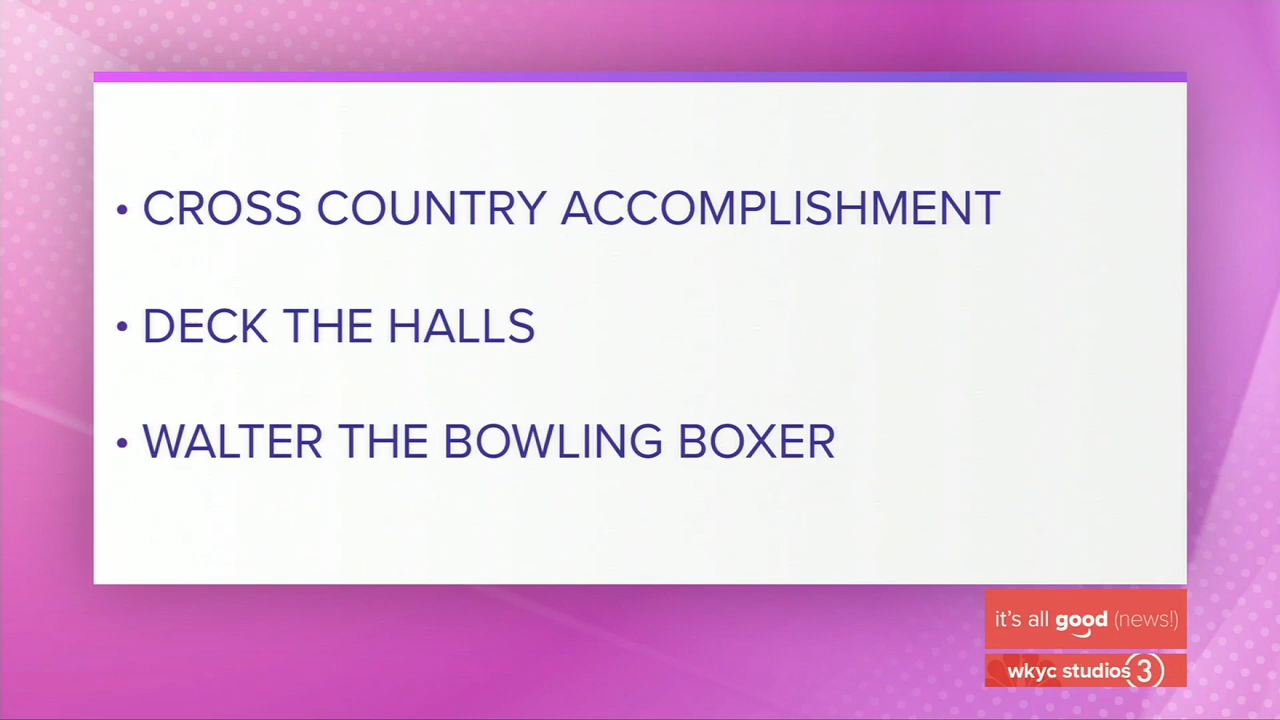 • CROSS COUNTRY ACCOMPLISHMENT
• DECK THE HALLS
• WALTER THE BOWLING BOXER
it's all good (news!)
wkyc studios 3